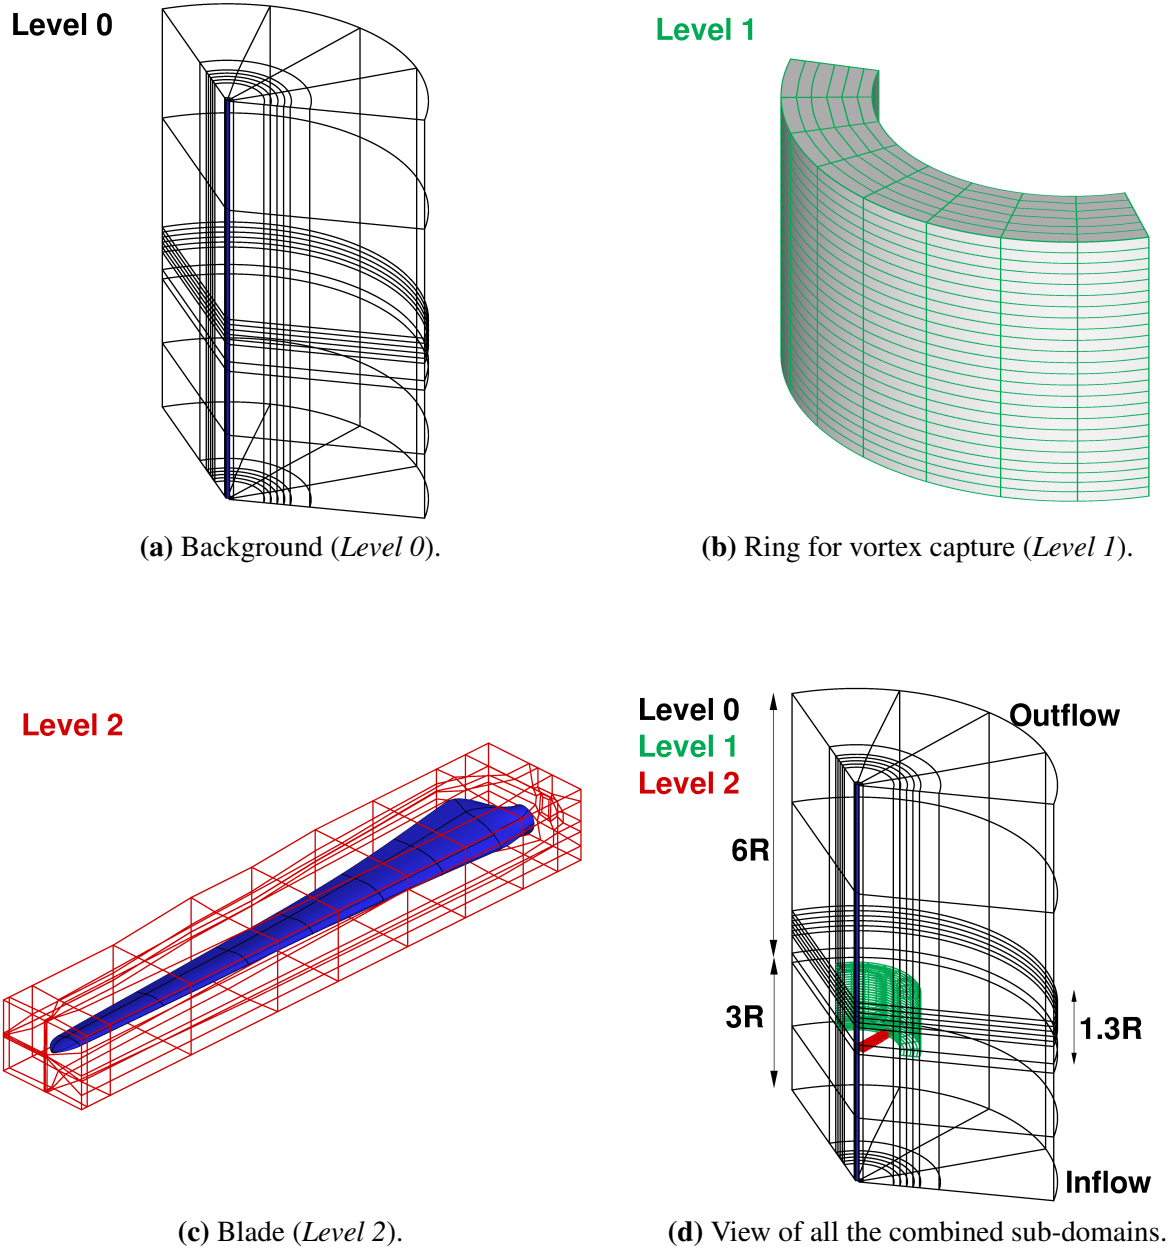 Level 0
Level 1
(a) Background (Level 0).
(b) Ring for vortex capture (Level 1).
Level 2
Level 0
Level 1
Level 2
Outflow
6R
3R
1.3R
Inflow
(c) Blade (Level 2).
(d) View of all the combined sub-domains.